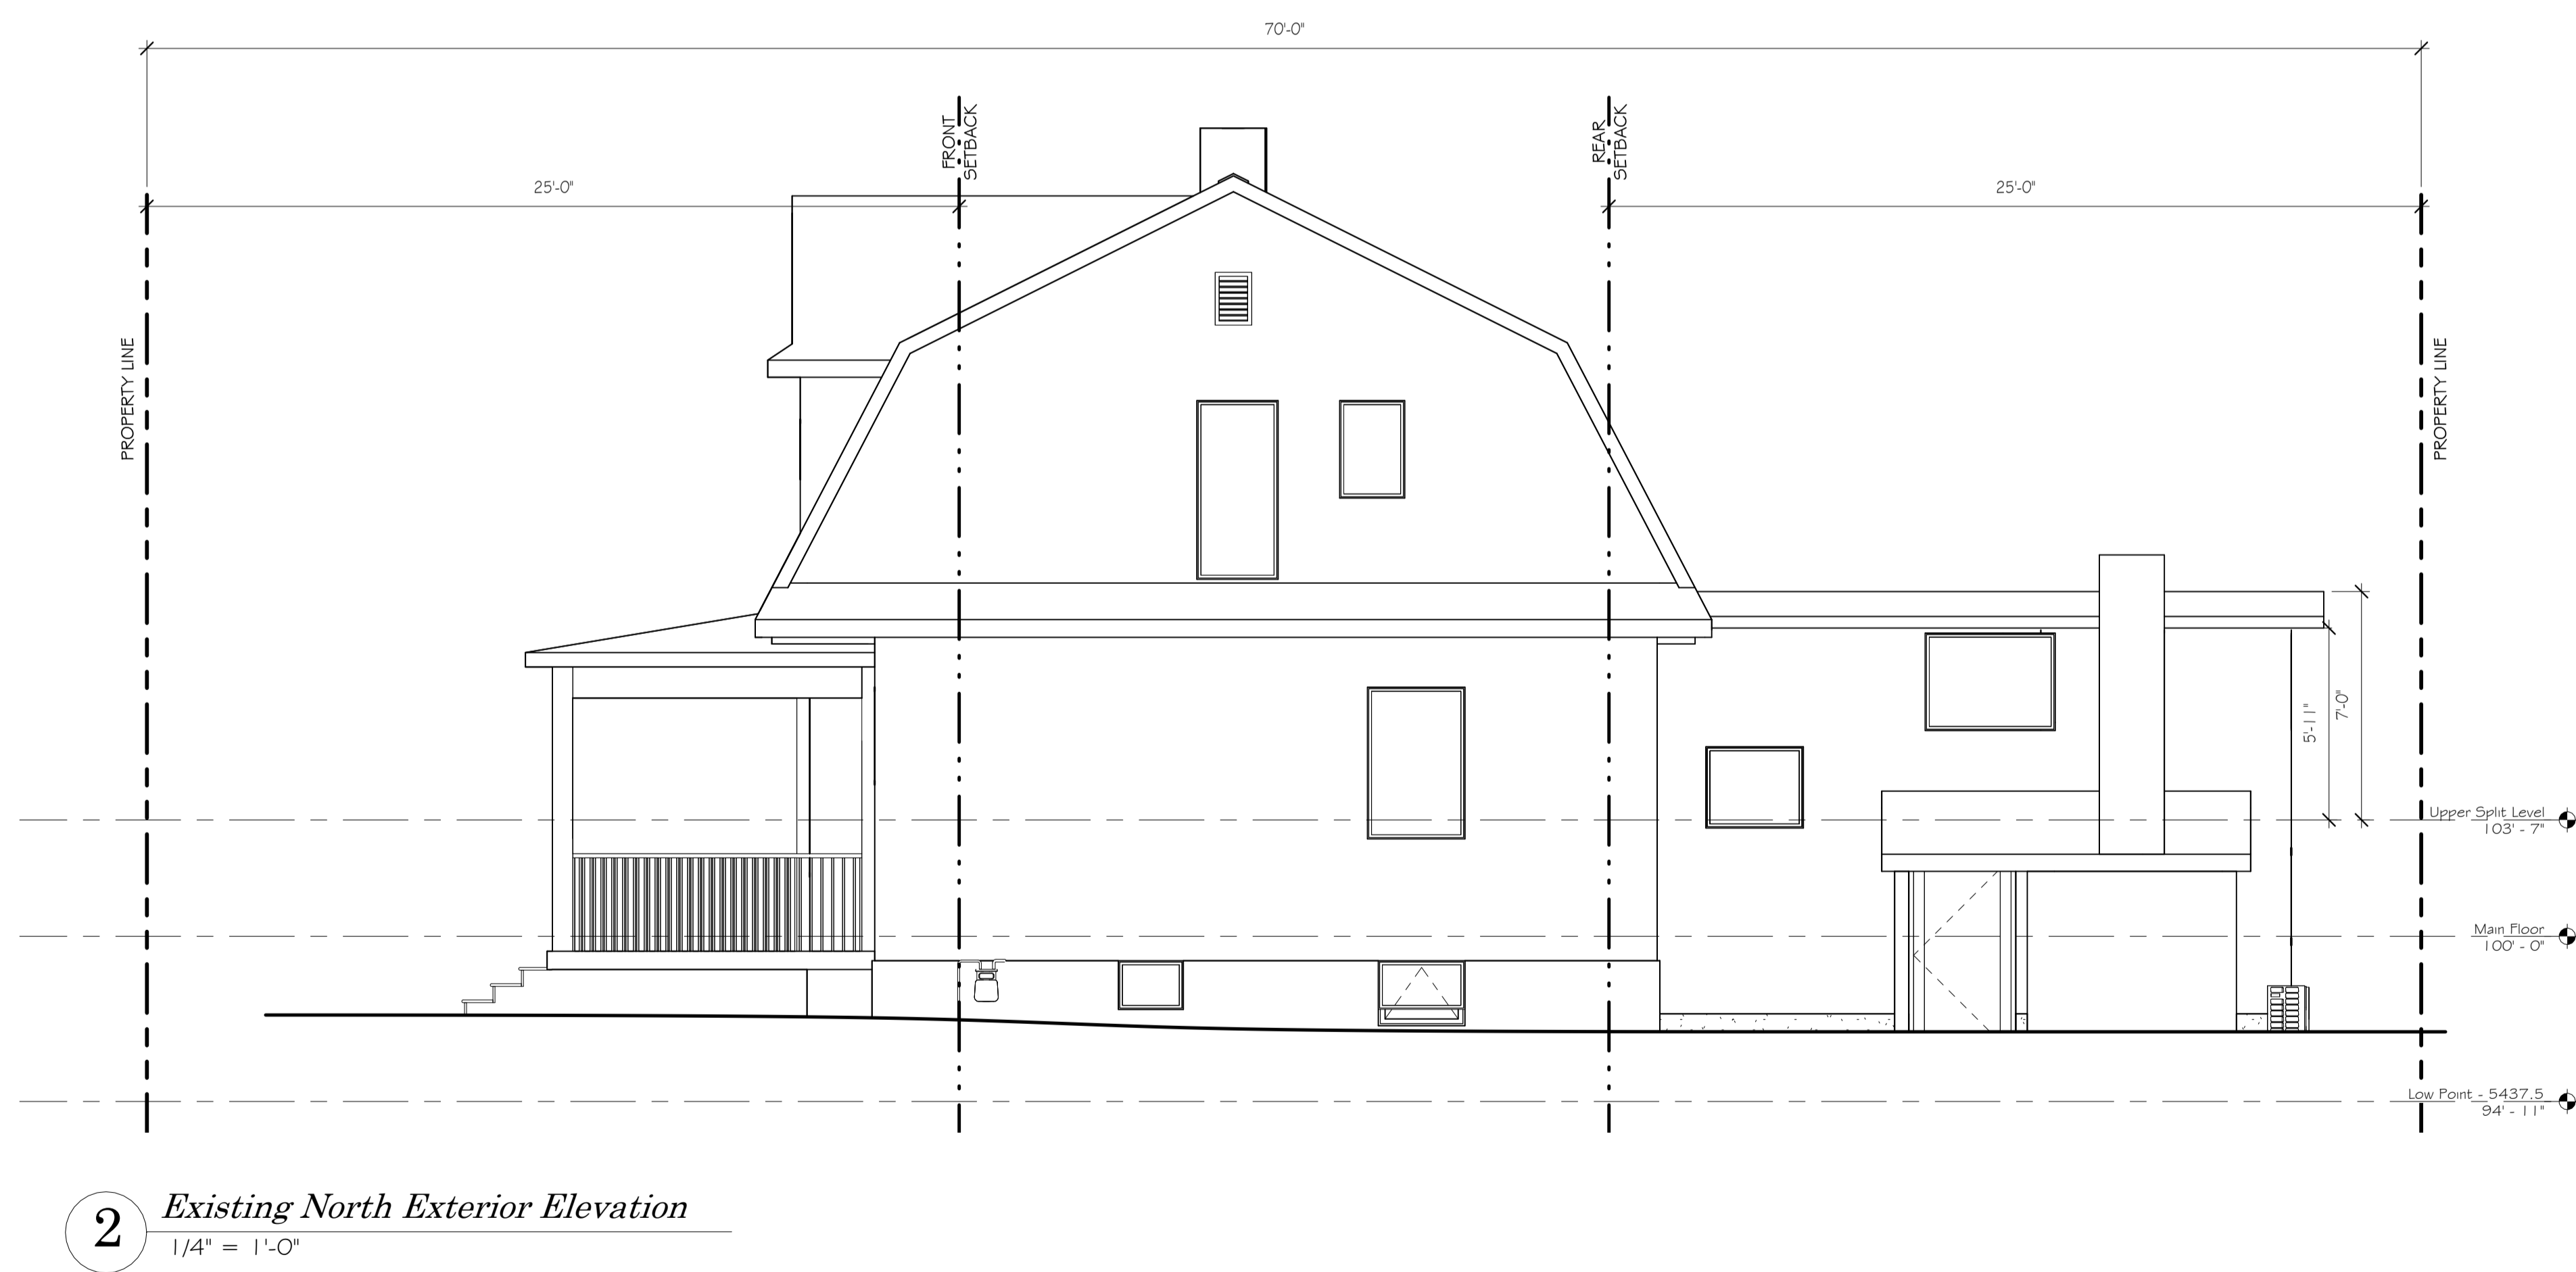 70'-0"
25'-0"
FRONT
SETBACK
REAR
SETBACK
25'-0"
PROPERTY LINE
PROPERTY LINE
5'-11"
7'-0"
Upper Split Level
103' - 7"
Main Floor
100' - 0"
Low Point - 5437.5
94' - 11"
2
Existing North Exterior Elevation
1/4" = 1'-0"